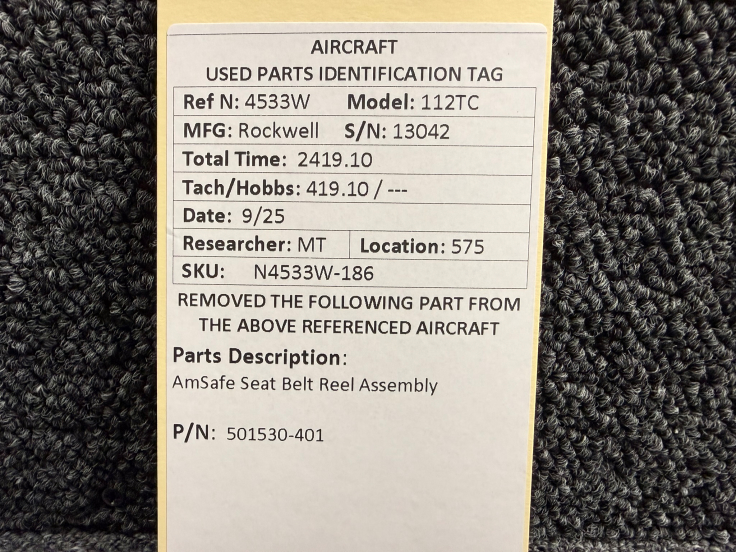 AIRCRAFT
USED PARTS IDENTIFICATION TAG
Ref N: 4533W Model: 112TC
MFG: Rockwell S/N: 13042
Total Time: 2419.10
Tach/Hobbs: 419.10 / ---
Date: 9/25
Researcher: MT Location: 575
SKU: N4533W-186
REMOVED THE FOLLOWING PART FROM
THE ABOVE REFERENCED AIRCRAFT
Parts Description:
AmSafe Seat Belt Reel Assembly
P/N: 501530-401